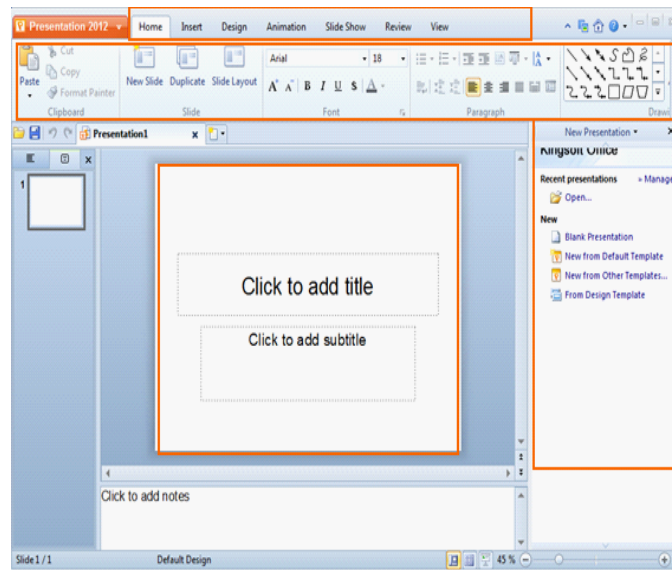 Presentation 2012 Home Insert Design Animation Slide Show Review View
Cut
Copy
Format Painter
Paste
New Slide Duplicate Slide Layout
Arial 18
B I U S A
Clipboard Slide Font Paragraph Drawi
Presentation1 x
New Presentation
Kingsoft Office
Recent presentations » Manage
Open...
New
Blank Presentation
New from Default Template
New from Other Templates...
From Design Template
1
Click to add title
Click to add subtitle
Click to add notes
Slide 1 / 1 Default Design 45 %